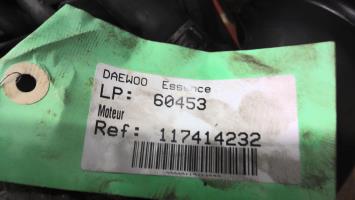 DAEWOO Essence
LP: 60453
Moteur
Ref: 117414232